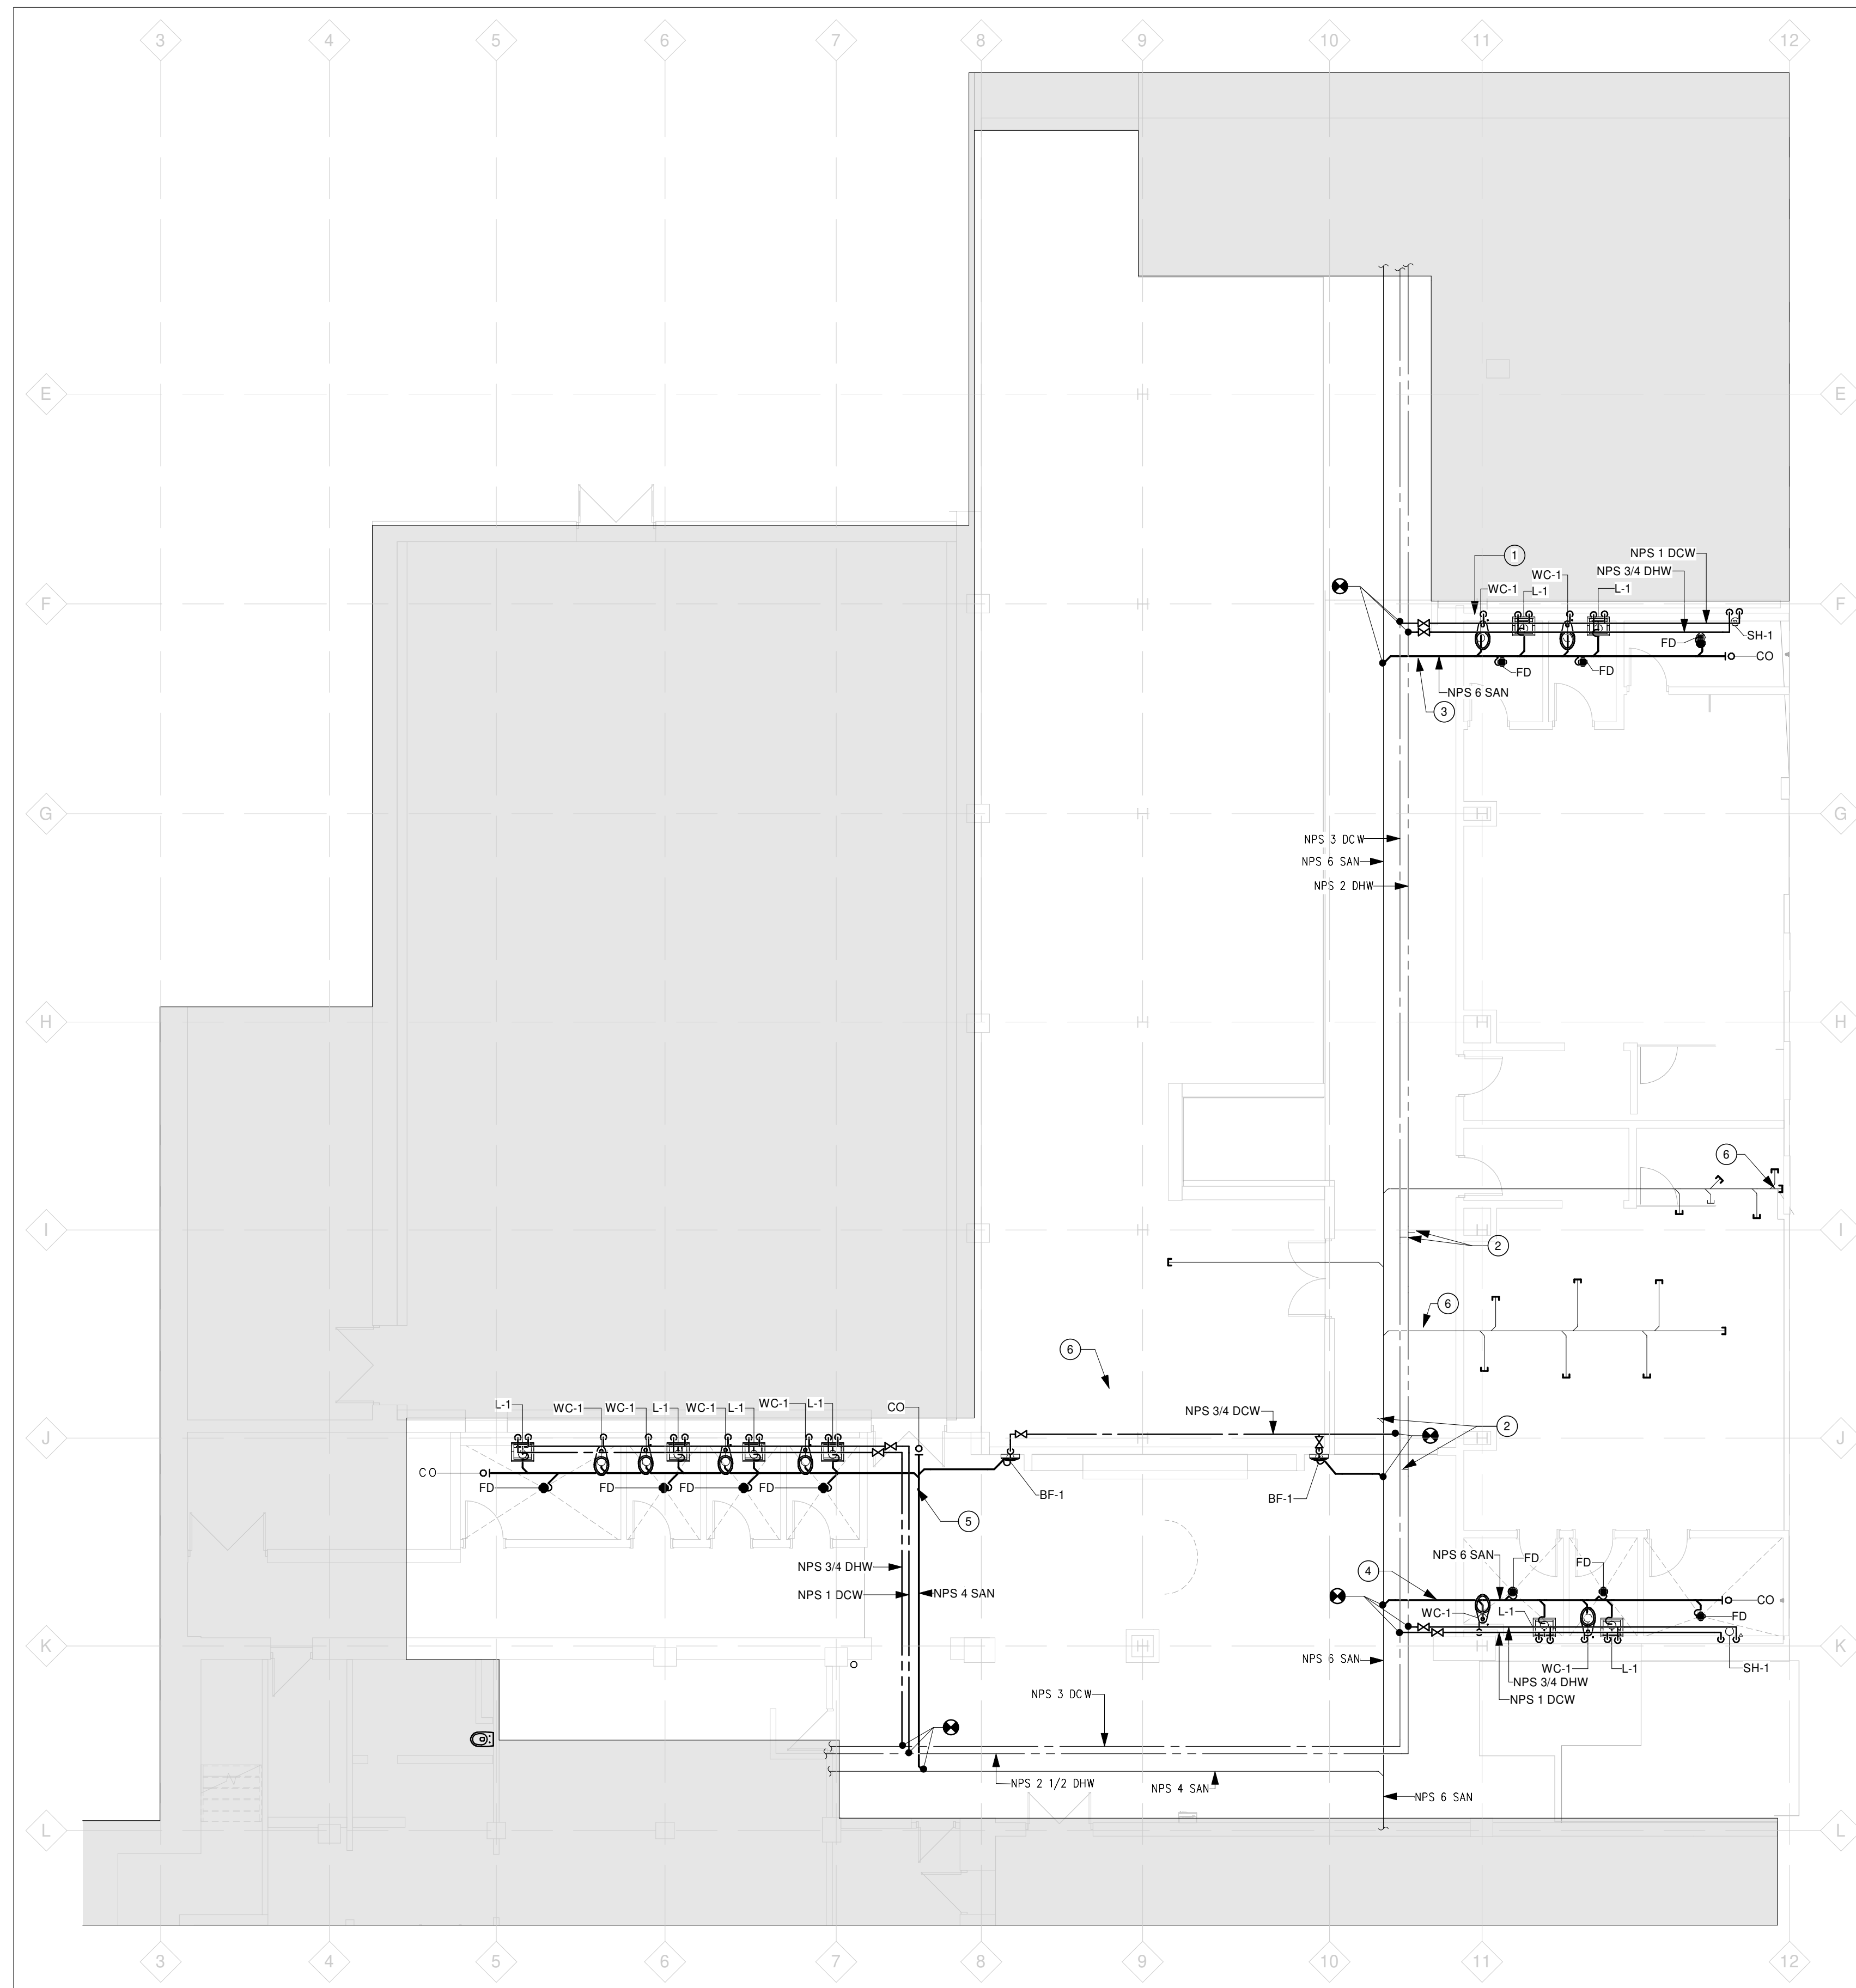 3 4 5 6 7 8 9 10 11 12
E E
1
NPS 1 DCW
NPS 3/4 DHW
WC-1
WC-1 L-1 L-1
F F
SH-1
FD
CO
FD FD
NPS 6 SAN
3
G G
NPS 3 DCW
NPS 6 SAN
NPS 2 DHW
H H
6
I I
2
6
6
L-1 WC-1 WC-1 L-1 WC-1 L-1 WC-1 L-1 CO
NPS 3/4 DCW
2
J J
CO
FD FD FD FD
BF-1 BF-1
5
NPS 6 SAN FD FD
NPS 3/4 DHW
4
NPS 1 DCW NPS 4 SAN
CO
WC-1 L-1
FD
K K
NPS 6 SAN
WC-1 L-1 SH-1
NPS 3/4 DHW
NPS 3 DCW
NPS 1 DCW
NPS 2 1/2 DHW
NPS 4 SAN
NPS 6 SAN
L L
3 4 5 6 7 8 9 10 11 12